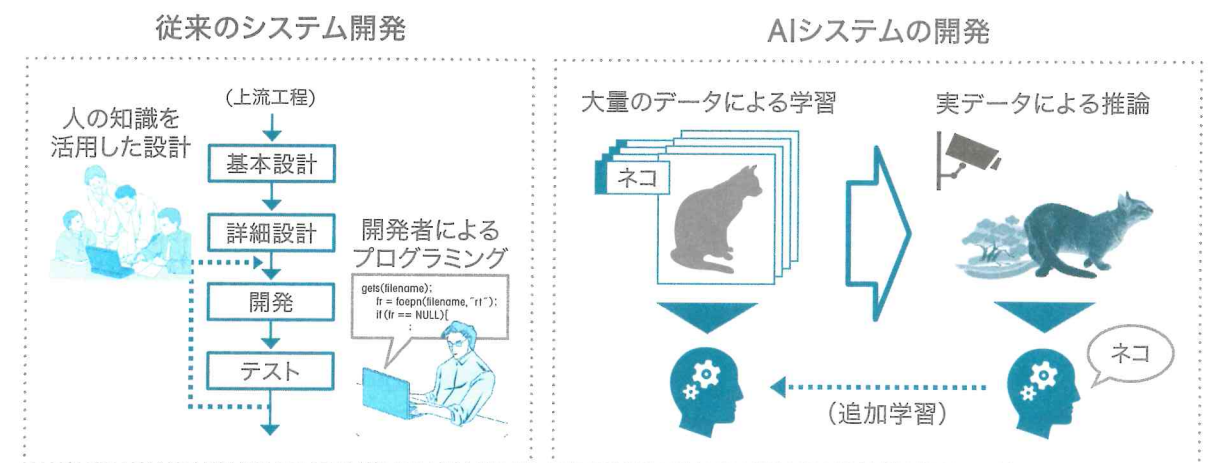 従来のシステム開発
(上流工程)
人の知識を
活用した設計
基本設計
詳細設計
開発
テスト
開発者による
プログラミング
gets(filename);
fr = foepn(filename,"rt");
if (fr == NULL){
:
AIシステムの開発
大量のデータによる学習
ネコ
実データによる推論
ネコ
(追加学習)